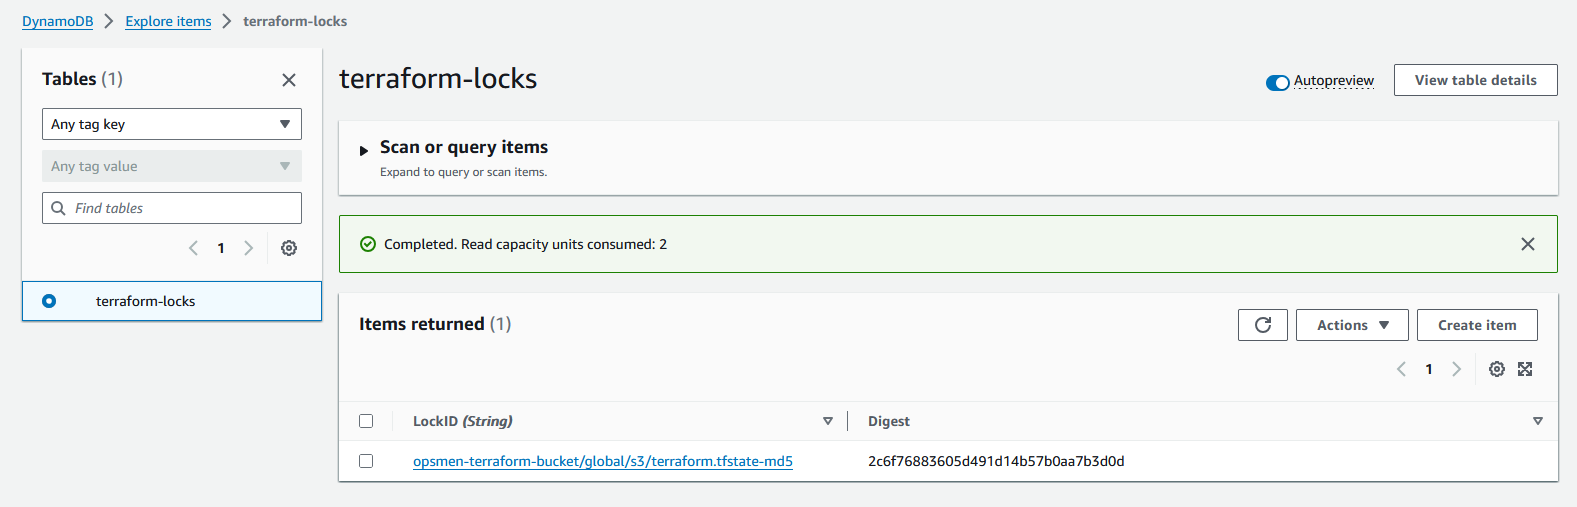 DynamoDB > Explore items > terraform-locks
Tables (1)
Any tag key
Any tag value
Find tables
1
terraform-locks
terraform-locks
Autopreview
View table details
Scan or query items
Expand to query or scan items.
Completed. Read capacity units consumed: 2
Items returned (1)
Actions
Create item
1
LockID (String)
Digest
opsmen-terraform-bucket/global/s3/terraform.tfstate-md5
2c6f76883605d491d14b57b0aa7b3d0d